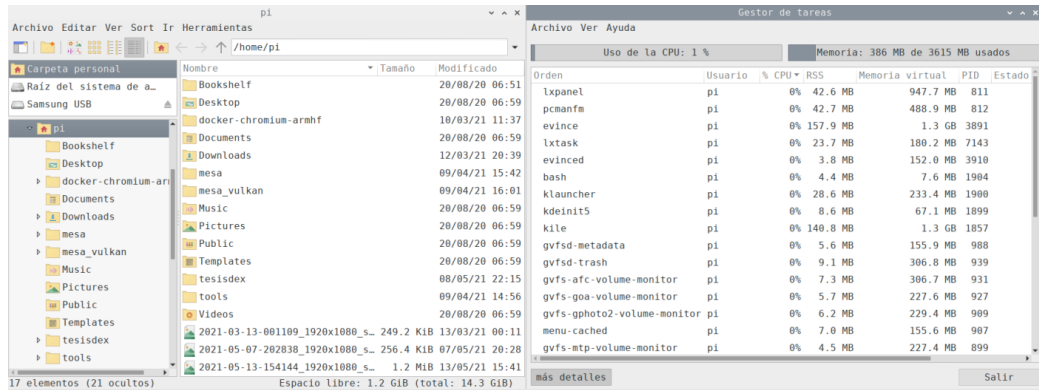 pi
Archivo Editar Ver Sort Ir Herramientas
/home/pi
Carpeta personal
Raíz del sistema de a…
Samsung USB
pi
Bookshelf
Desktop
docker-chromium-arm
Documents
Downloads
mesa
mesa_vulkan
Music
Pictures
Public
Templates
tesisdex
tools
Nombre Tamaño Modificado
Bookshelf 20/08/20 06:51
Desktop 20/08/20 06:59
docker-chromium-armhf 10/03/21 11:37
Documents 20/08/20 06:59
Downloads 12/03/21 20:39
mesa 09/04/21 15:42
mesa_vulkan 09/04/21 16:01
Music 20/08/20 06:59
Pictures 20/08/20 06:59
Public 20/08/20 06:59
Templates 20/08/20 06:59
tesisdex 08/05/21 22:15
tools 09/04/21 14:56
Videos 20/08/20 06:59
2021-03-13-001109_1920x1080_s… 249.2 KiB 13/03/21 00:11
2021-05-07-202838_1920x1080_s… 256.4 KiB 07/05/21 20:28
2021-05-13-154144_1920x1080_s… 1.2 MiB 13/05/21 15:41
17 elementos (21 ocultos) Espacio libre: 1.2 GiB (total: 14.3 GiB)
Gestor de tareas
Archivo Ver Ayuda
Uso de la CPU: 1 % Memoria: 386 MB de 3615 MB usados
Orden Usuario % CPU RSS Memoria virtual PID Estado
lxpanel pi 0% 42.6 MB 947.7 MB 811
pcmanfm pi 0% 42.7 MB 488.9 MB 812
evince pi 0% 157.9 MB 1.3 GB 3891
lxtask pi 0% 23.7 MB 180.2 MB 7143
evinced pi 0% 3.8 MB 152.0 MB 3910
bash pi 0% 4.4 MB 7.6 MB 1904
klauncher pi 0% 28.6 MB 233.4 MB 1900
kdeinit5 pi 0% 8.6 MB 67.1 MB 1899
kile pi 0% 140.8 MB 1.3 GB 1857
gvfsd-metadata pi 0% 5.6 MB 155.9 MB 988
gvfsd-trash pi 0% 9.1 MB 306.8 MB 939
gvfs-afc-volume-monitor pi 0% 7.3 MB 306.7 MB 931
gvfs-goa-volume-monitor pi 0% 5.7 MB 227.6 MB 927
gvfs-gphoto2-volume-monitor pi 0% 6.2 MB 229.4 MB 909
menu-cached pi 0% 7.0 MB 155.6 MB 907
gvfs-mtp-volume-monitor pi 0% 4.5 MB 227.4 MB 899
más detalles Salir